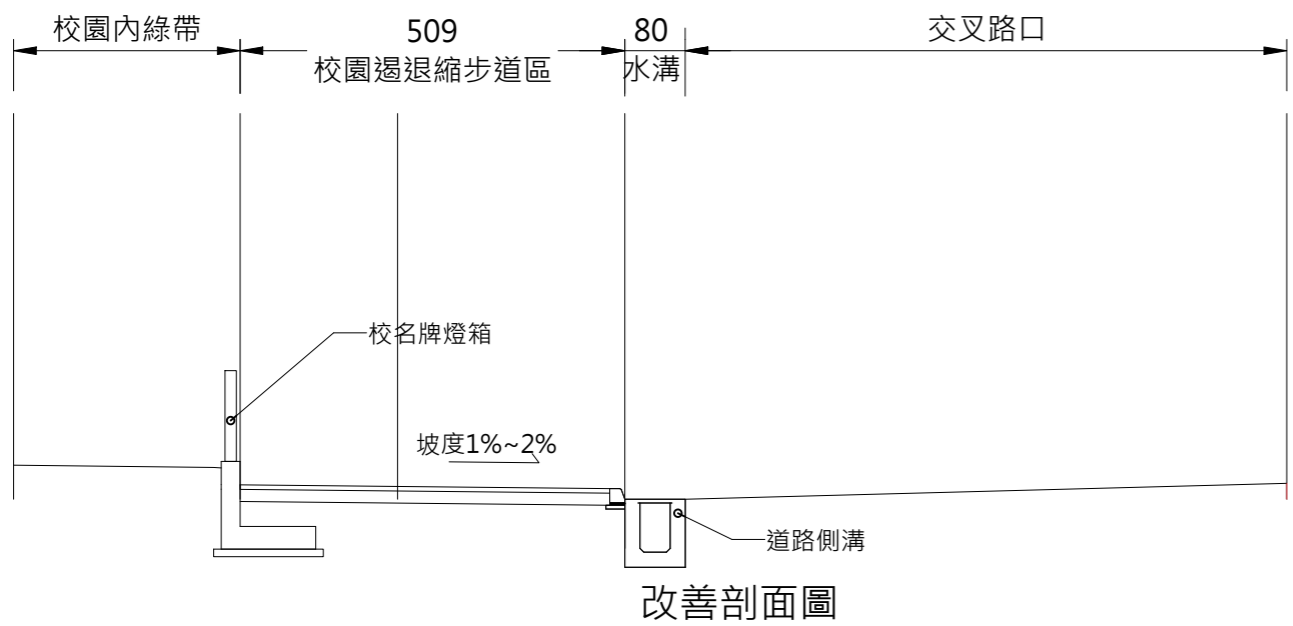 校園內綠帶
509
校園遏退縮步道區
80
水溝
交叉路口
校名牌燈箱
坡度1%~2%
道路側溝
改善剖面圖